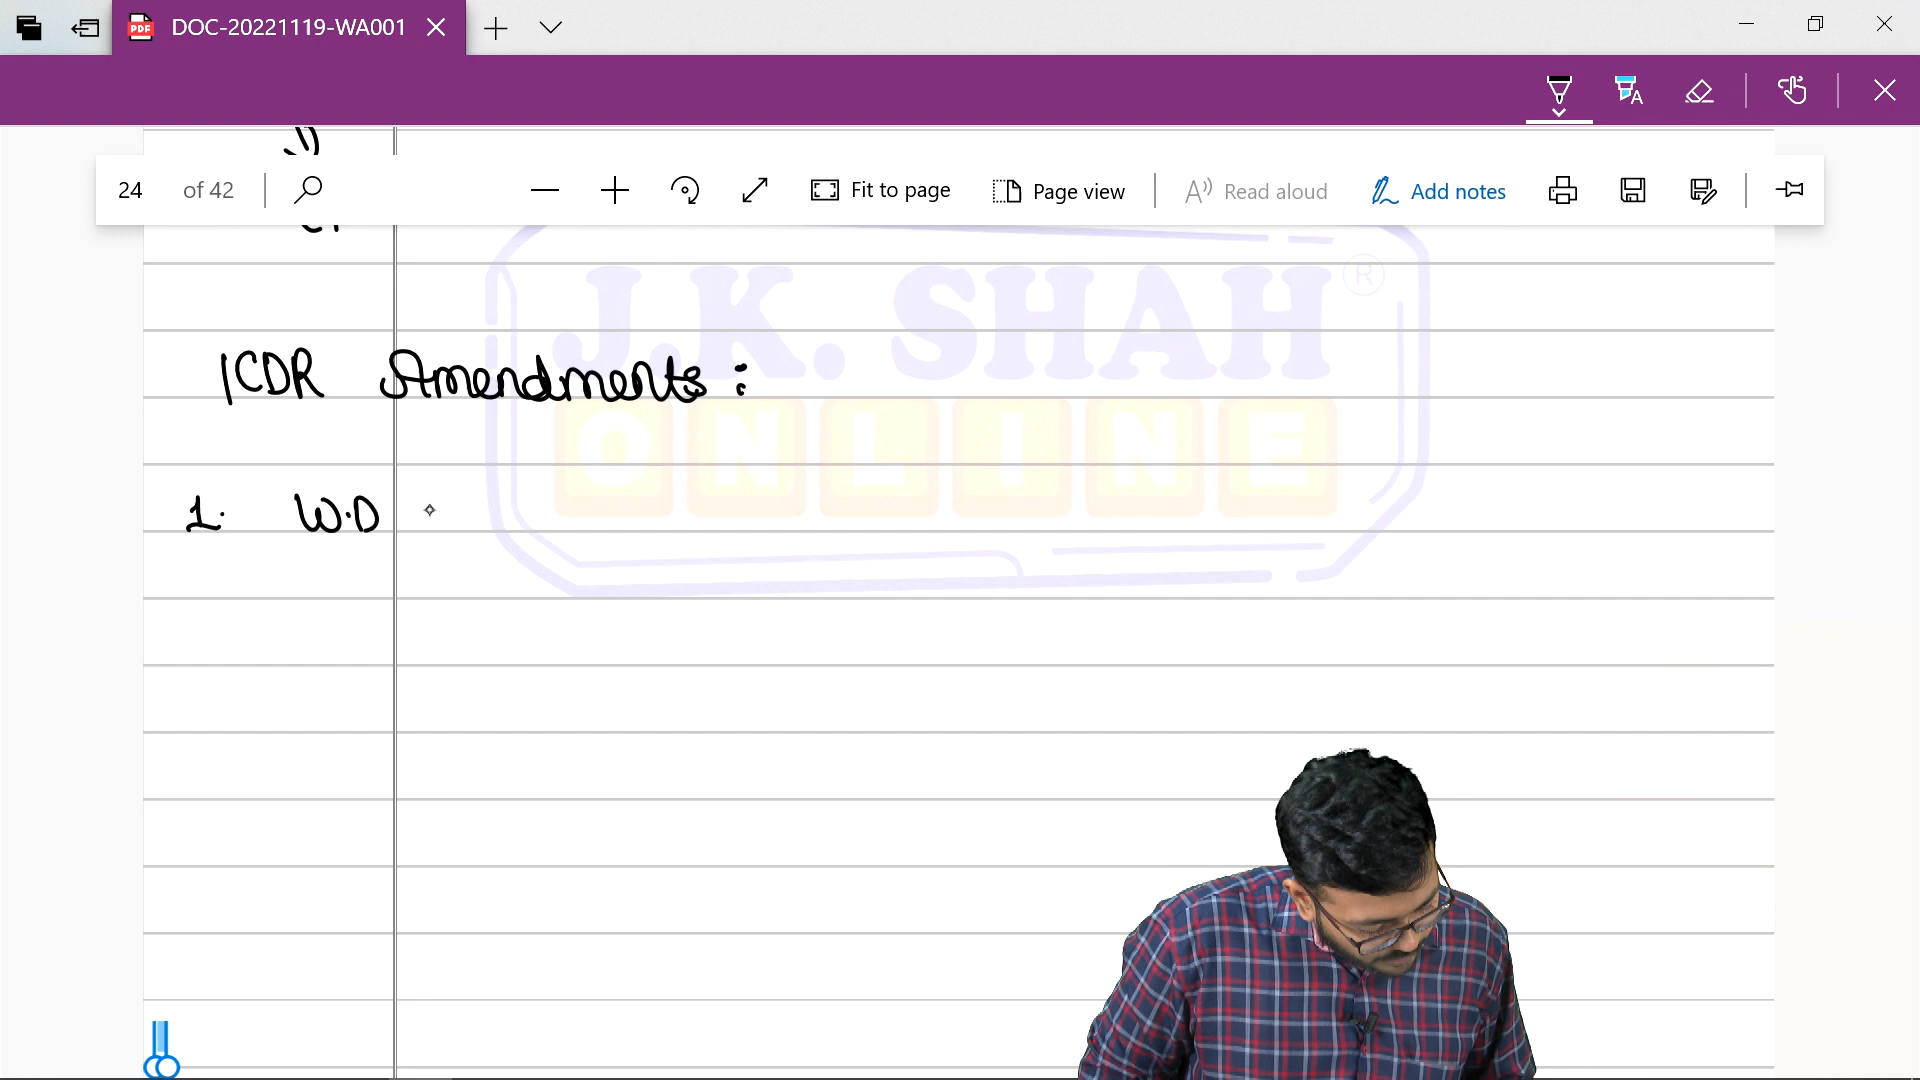 DOC-20221119-WA001
24 of 42 Fit to page Page view Read aloud Add notes
J.K. SHAH ®
ONLINE
ICDR Amendments :
1. W.D